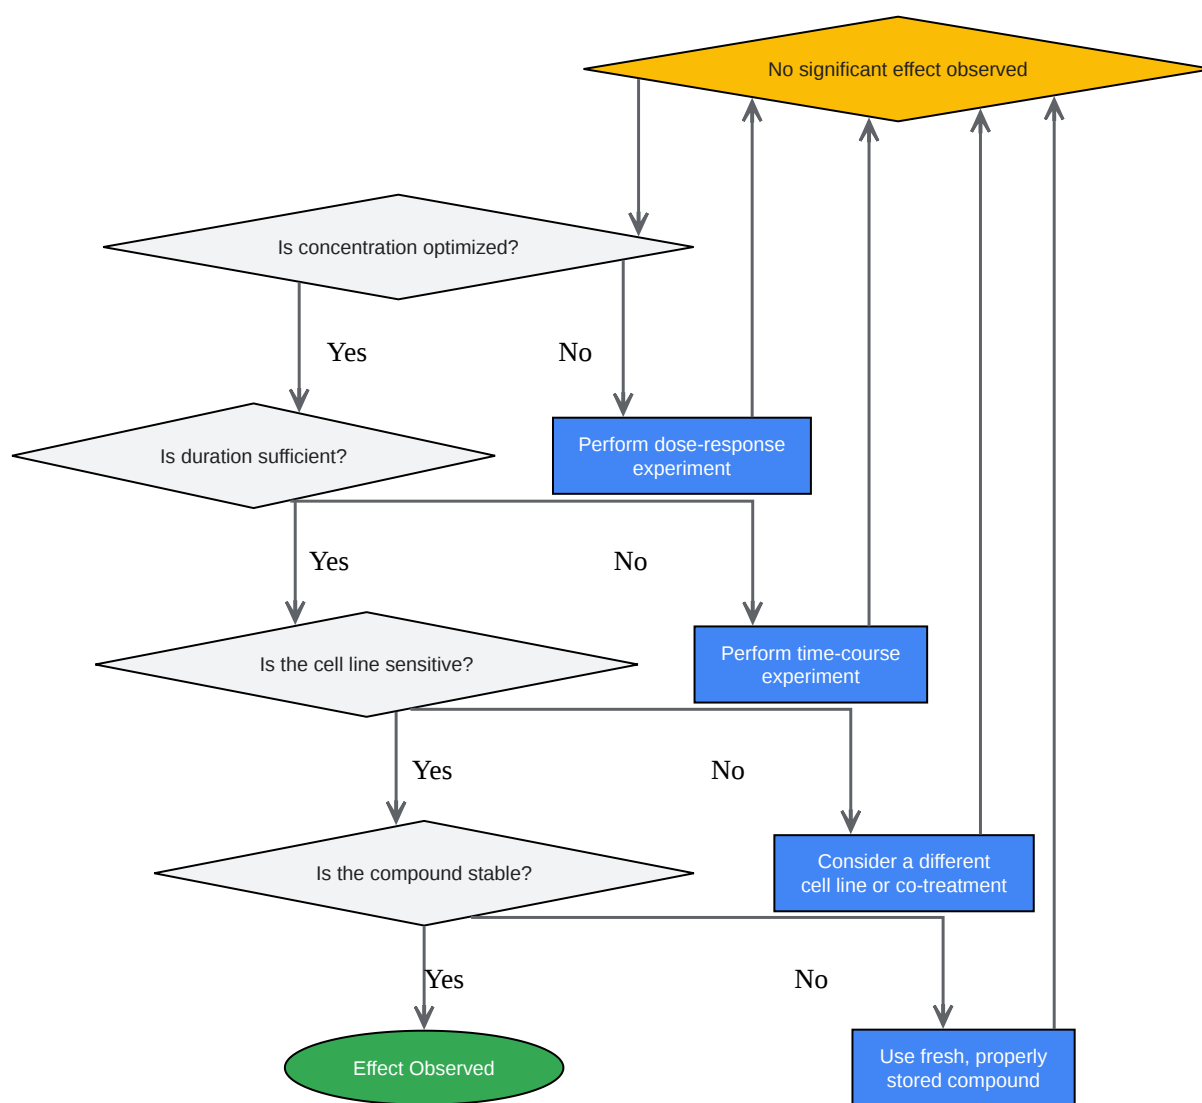 No significant effect observed
Is concentration optimized?
Yes
No
Is duration sufficient?
Perform dose-response
experiment
Yes
No
Is the cell line sensitive?
Perform time-course
experiment
Yes
No
Is the compound stable?
Consider a different
cell line or co-treatment
Yes
No
Effect Observed
Use fresh, properly
stored compound